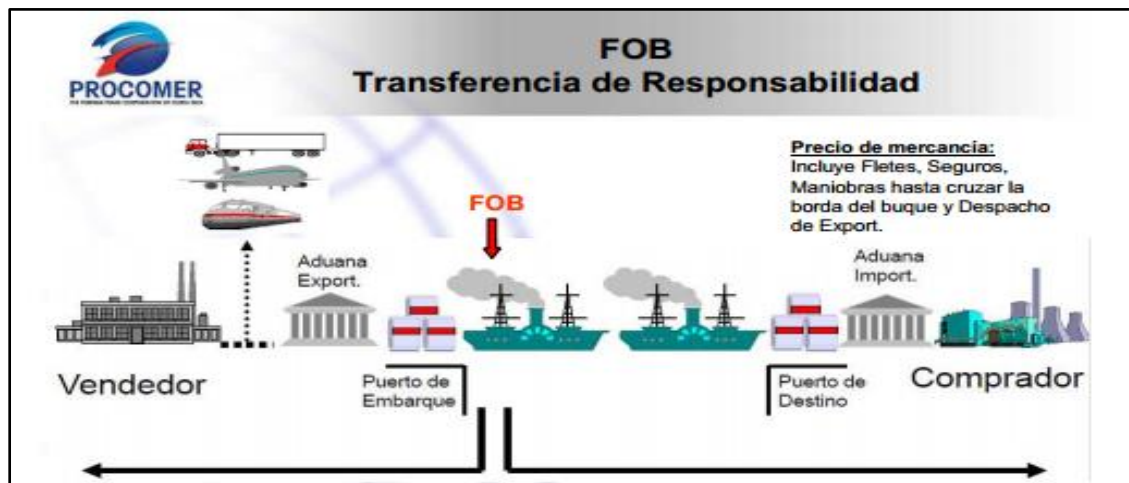 FOB
Transferencia de Responsabilidad
PROCOMER
Precio de mercancía:
Incluye Fletes, Seguros,
Maniobras hasta cruzar la
borda del buque y Despacho
de Export.
FOB
Aduana
Export.
Aduana
Import.
Vendedor
Puerto de
Embarque
Puerto de
Destino
Comprador